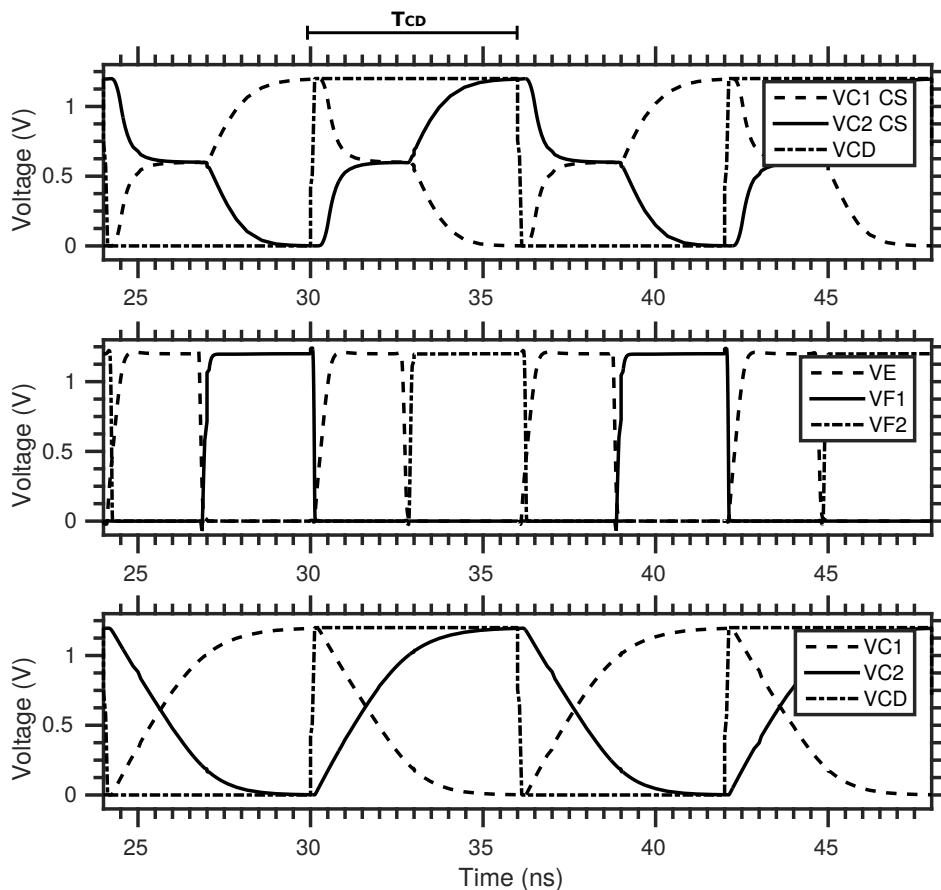 TCD
Voltage (V)
1
0.5
0
VC1 CS
VC2 CS
VCD
25 30 35 40 45
Voltage (V)
1
0.5
0
VE
VF1
VF2
25 30 35 40 45
Voltage (V)
1
0.5
0
VC1
VC2
VCD
25 30 35 40 45
Time (ns)